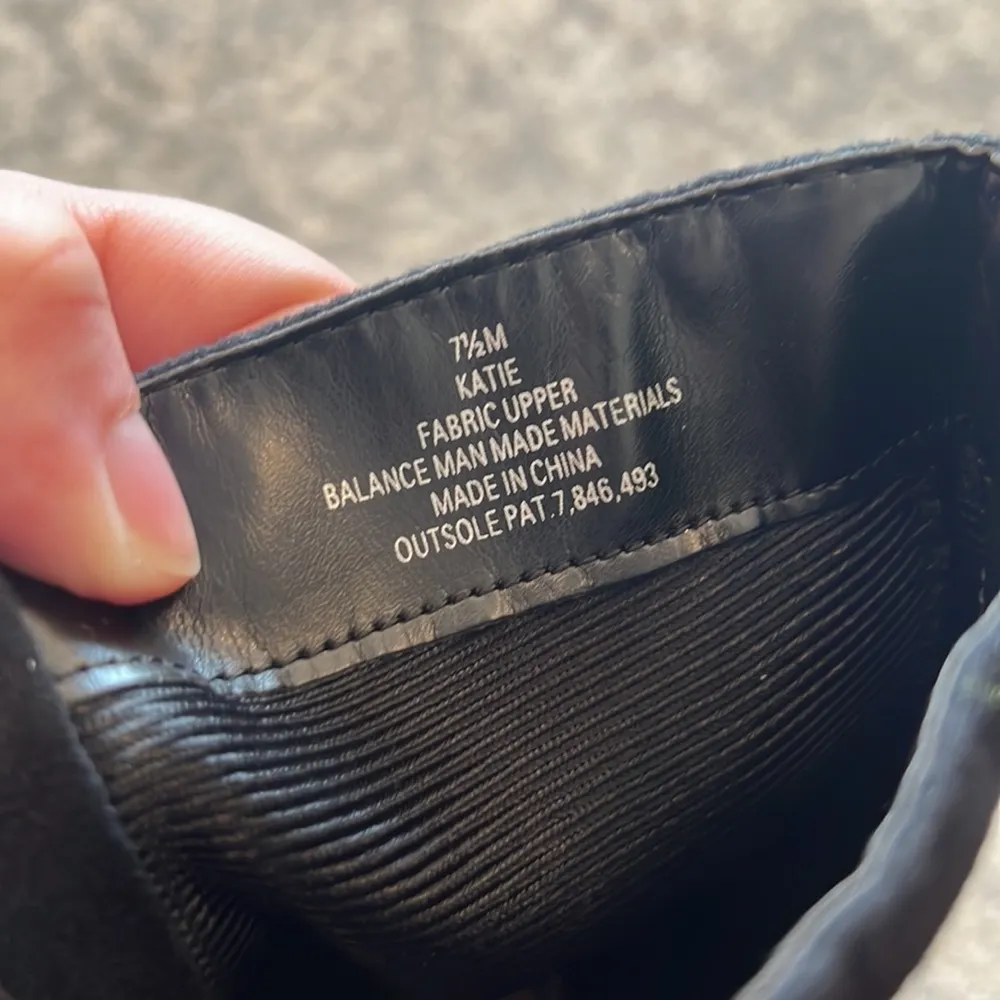 7½M
KATIE
FABRIC UPPER
BALANCE MAN MADE MATERIALS
MADE IN CHINA
OUTSOLE PAT.7,846,493